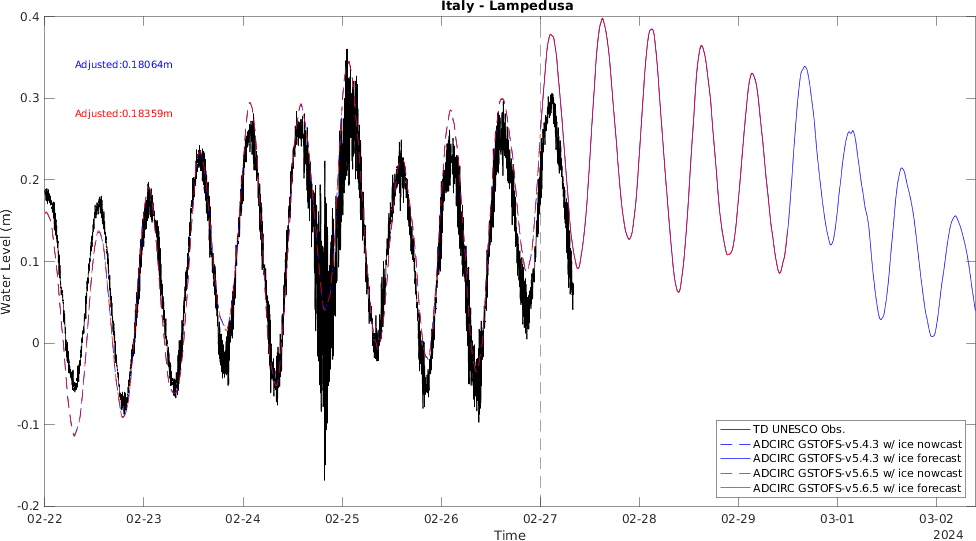 Italy - Lampedusa
Adjusted:0.18064m
Adjusted:0.18359m
Water Level (m)
0.4
0.3
0.2
0.1
0
-0.1
-0.2
TD UNESCO Obs.
ADCIRC GSTOFS-v5.4.3 w/ ice nowcast
ADCIRC GSTOFS-v5.4.3 w/ ice forecast
ADCIRC GSTOFS-v5.6.5 w/ ice nowcast
ADCIRC GSTOFS-v5.6.5 w/ ice forecast
02-22 02-23 02-24 02-25 02-26 02-27 02-28 02-29 03-01 03-02
Time
2024